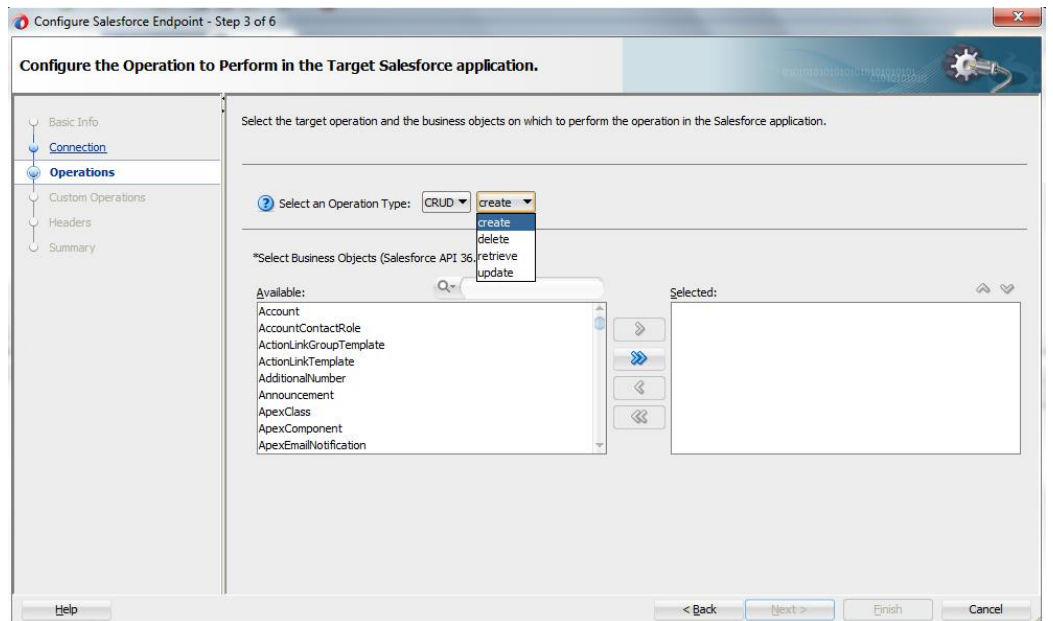 Configure Salesforce Endpoint - Step 3 of 6
Configure the Operation to Perform in the Target Salesforce application.
Basic Info
Connection
Operations
Custom Operations
Headers
Summary
Select the target operation and the business objects on which to perform the operation in the Salesforce application.
Select an Operation Type: CRUD create
create
delete
retrieve
update
*Select Business Objects (Salesforce API 36.
Available:
Account
AccountContactRole
ActionLinkGroupTemplate
ActionLinkTemplate
AdditionalNumber
Announcement
ApexClass
ApexComponent
ApexEmailNotification
Selected:
Help
< Back
Next >
Finish
Cancel